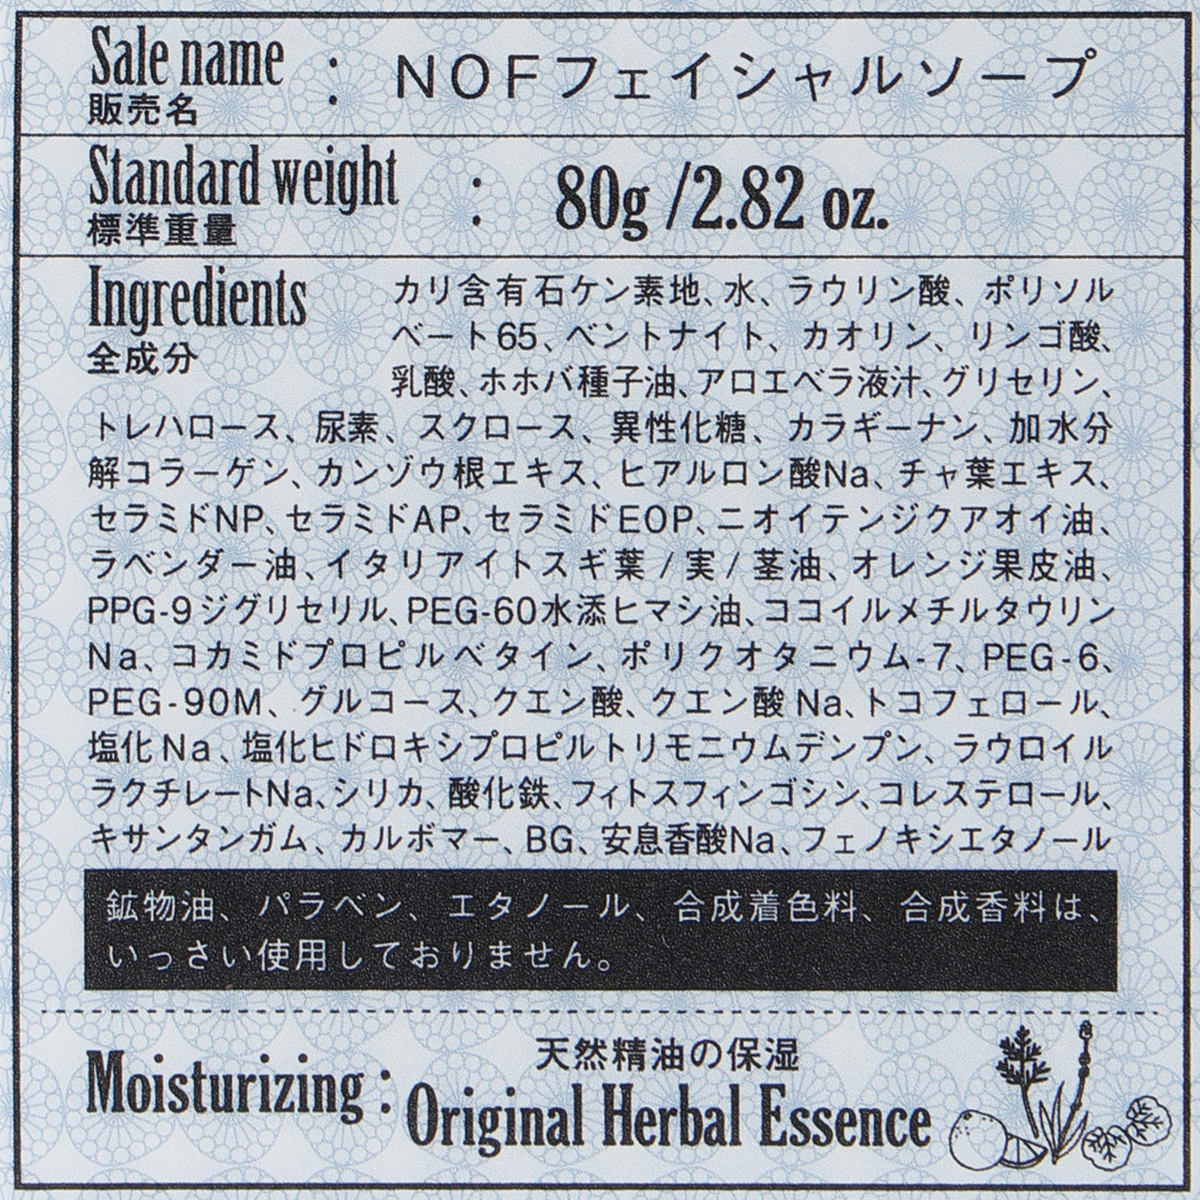 Sale name : NOFフェイシャルソープ
販売名
Standard weight : 80g /2.82 oz.
標準重量
Ingredients
全成分
カリ含有石ケン素地、水、ラウリン酸、ポリソル
ベート65、ベントナイト、カオリン、リンゴ酸、
乳酸、ホホバ種子油、アロエベラ液汁、グリセリン、
トレハロース、尿素、スクロース、異性化糖、カラギーナン、加水分
解コラーゲン、カンゾウ根エキス、ヒアルロン酸Na、チャ葉エキス、
セラミドNP、セラミドAP、セラミドEOP、ニオイテンジクアオイ油、
ラベンダー油、イタリアイトスギ葉/実/茎油、オレンジ果皮油、
PPG-9ジグリセリル、PEG-60水添ヒマシ油、ココイルメチルタウリン
Na、コカミドプロピルベタイン、ポリクオタニウム-7、PEG-6、
PEG-90M、グルコース、クエン酸、クエン酸Na、トコフェロール、
塩化Na、塩化ヒドロキシプロピルトリモニウムデンプン、ラウロイル
ラクチレートNa、シリカ、酸化鉄、フィトスフィンゴシン、コレステロール、
キサンタンガム、カルボマー、BG、安息香酸Na、フェノキシエタノール
鉱物油、パラベン、エタノール、合成着色料、合成香料は、
いっさい使用しておりません。
天然精油の保湿
Moisturizing : Original Herbal Essence